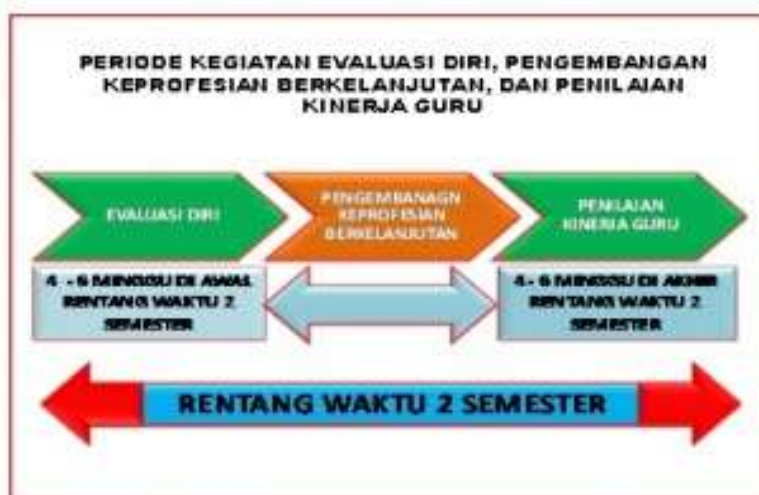 PERIODE KEGIATAN EVALUASI DIRI, PENGEMBANGAN
KEPROFESIAN BERKELANJUTAN, DAN PENILAIAN
KINERJA GURU
EVALUASI DIRI
PENGEMBANAGN
KEPROFESIAN
BERKELANJUTAN
PENILAIAN
KINERJA GURU
4 - 6 MINGGU DI AWAL
RENTANG WAKTU 2
SEMESTER
4 - 6 MINGGU DI AKHIR
RENTANG WAKTU 2
SEMESTER
RENTANG WAKTU 2 SEMESTER